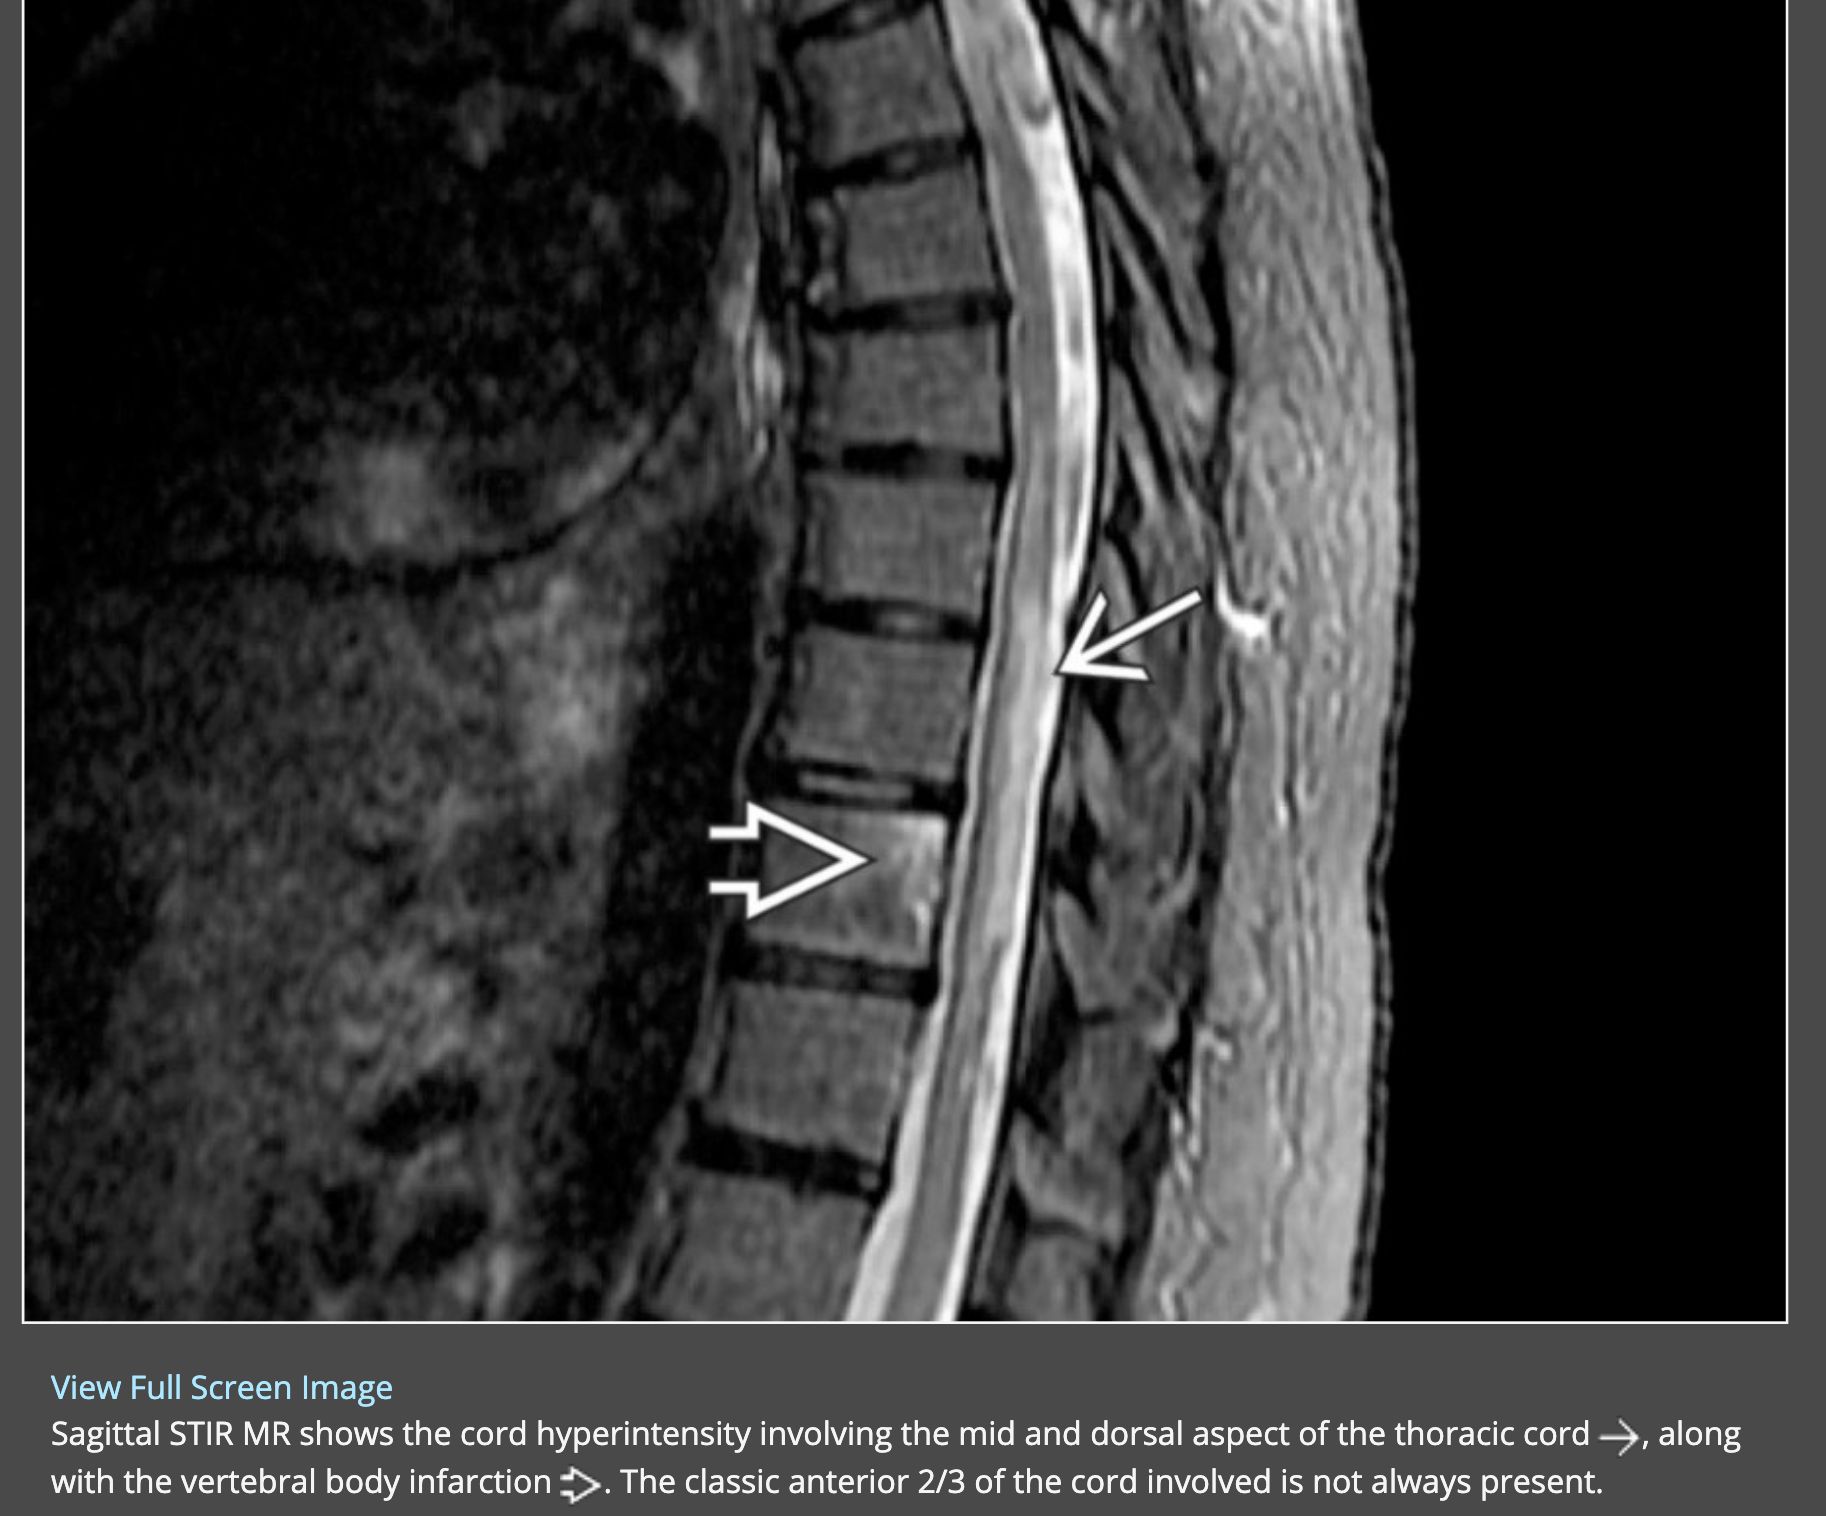 View Full Screen Image
Sagittal STIR MR shows the cord hyperintensity involving the mid and dorsal aspect of the thoracic cord →, along
with the vertebral body infarction ⇨. The classic anterior 2/3 of the cord involved is not always present.